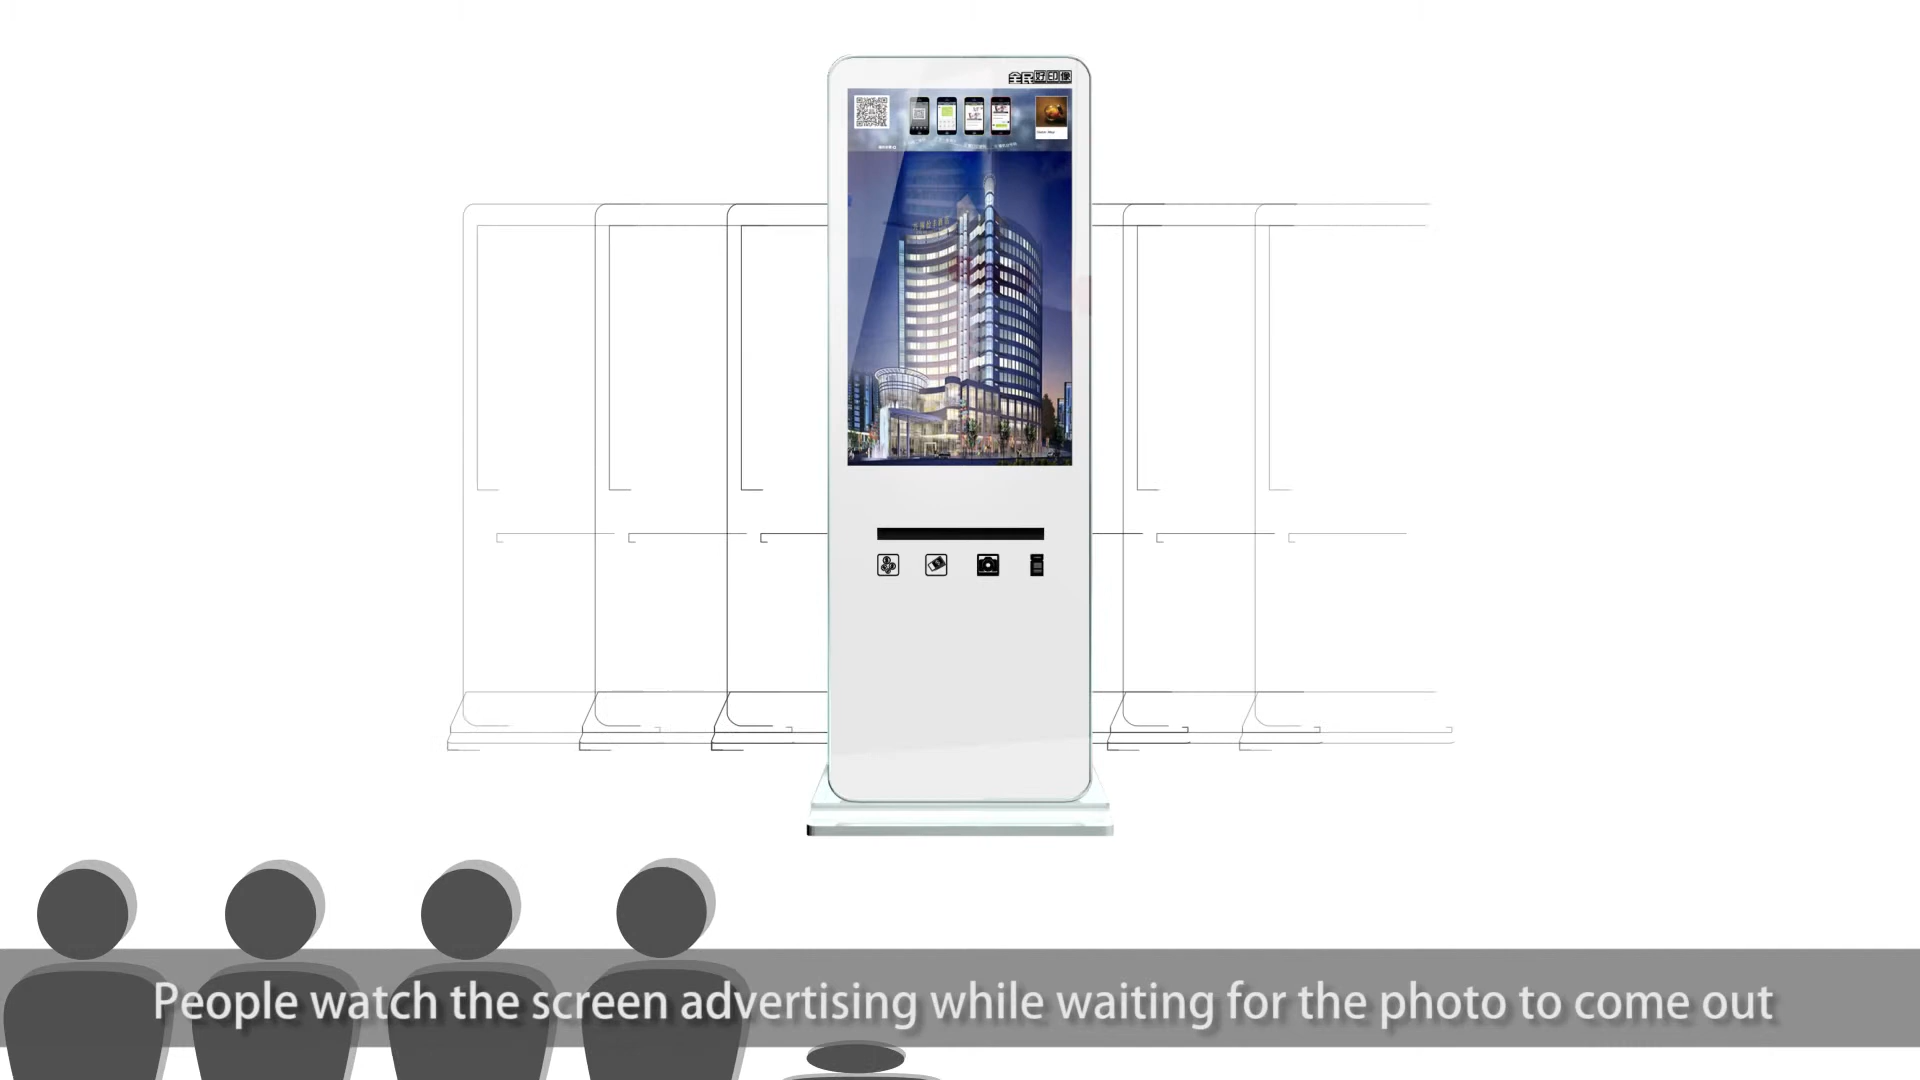 全民好印像
People watch the screen advertising while waiting for the photo to come out